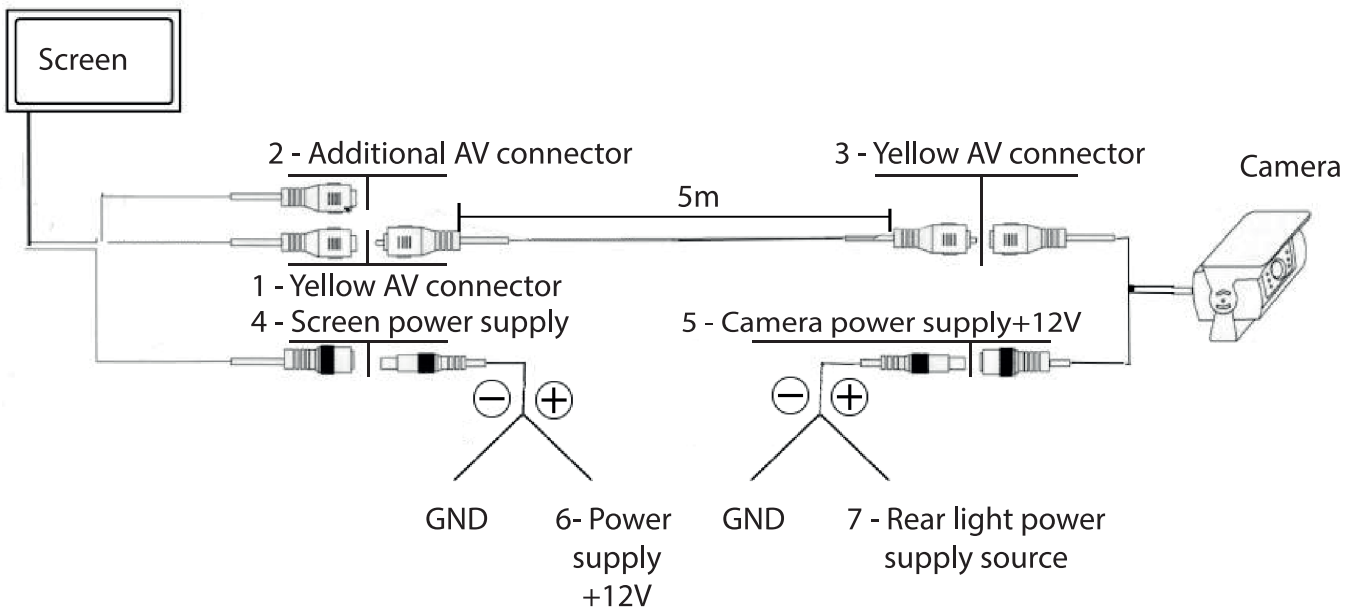 Screen
2 - Additional AV connector
3 - Yellow AV connector
Camera
5m
1 - Yellow AV connector
4 - Screen power supply
5 - Camera power supply+12V
GND
6- Power
supply
+12V
GND
7 - Rear light power
supply source